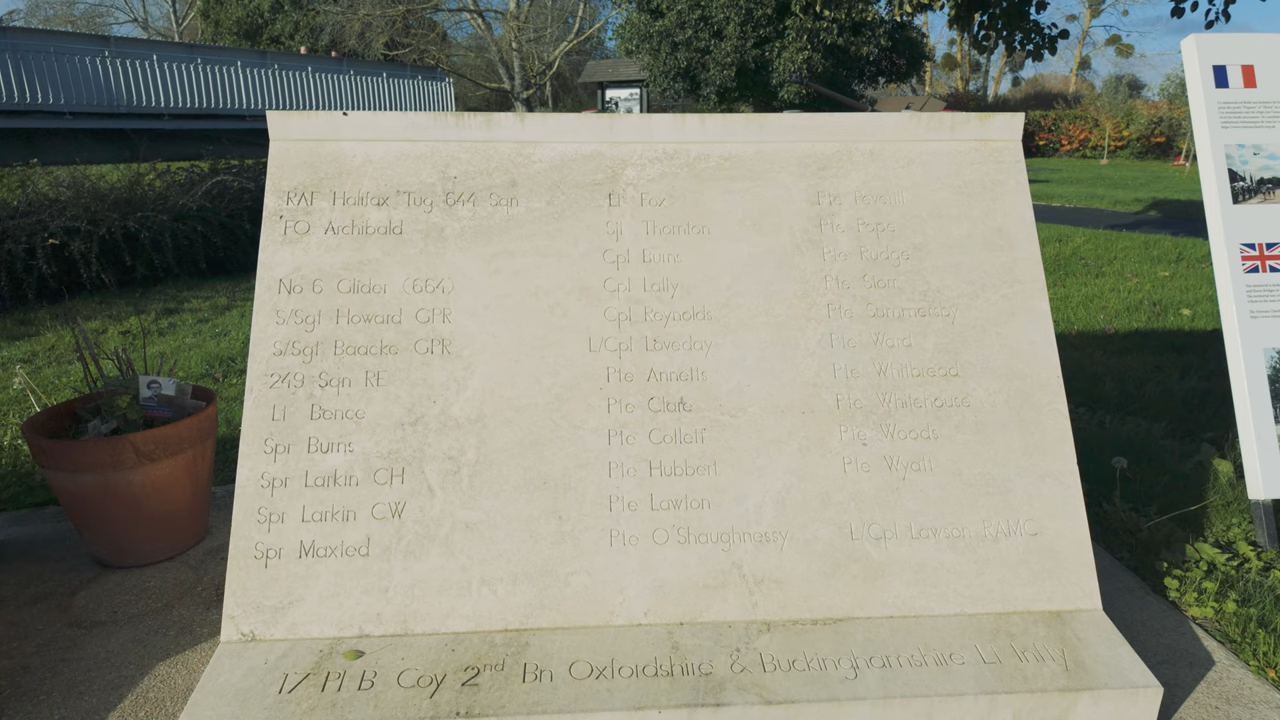 RAF Halifax Tug 644 Sqn
FO Archibald
No 6 Glider (664)
S/Sgt Howard GPR
S/Sgt Baacke GPR
249 Sqn RE
Lt Bence
Spr Burns
Spr Larkin CH
Spr Larkin CW
Spr Maxted
Lt Fox
Sjt Thornton
Cpl Burns
Cpl Lally
Cpl Reynolds
L/Cpl Loveday
Pte Annetts
Pte Clare
Pte Collett
Pte Hubbert
Pte Lawton
Pte O'Shaughnessy
Pte Peverill
Pte Pope
Pte Rudge
Pte Storr
Pte Summersby
Pte Ward
Pte Whitbread
Pte Whitehouse
Pte Woods
Pte Wyatt
L/Cpl Lawson RAMC
17 Pl B Coy 2nd Bn Oxfordshire & Buckinghamshire Lt Inf'y